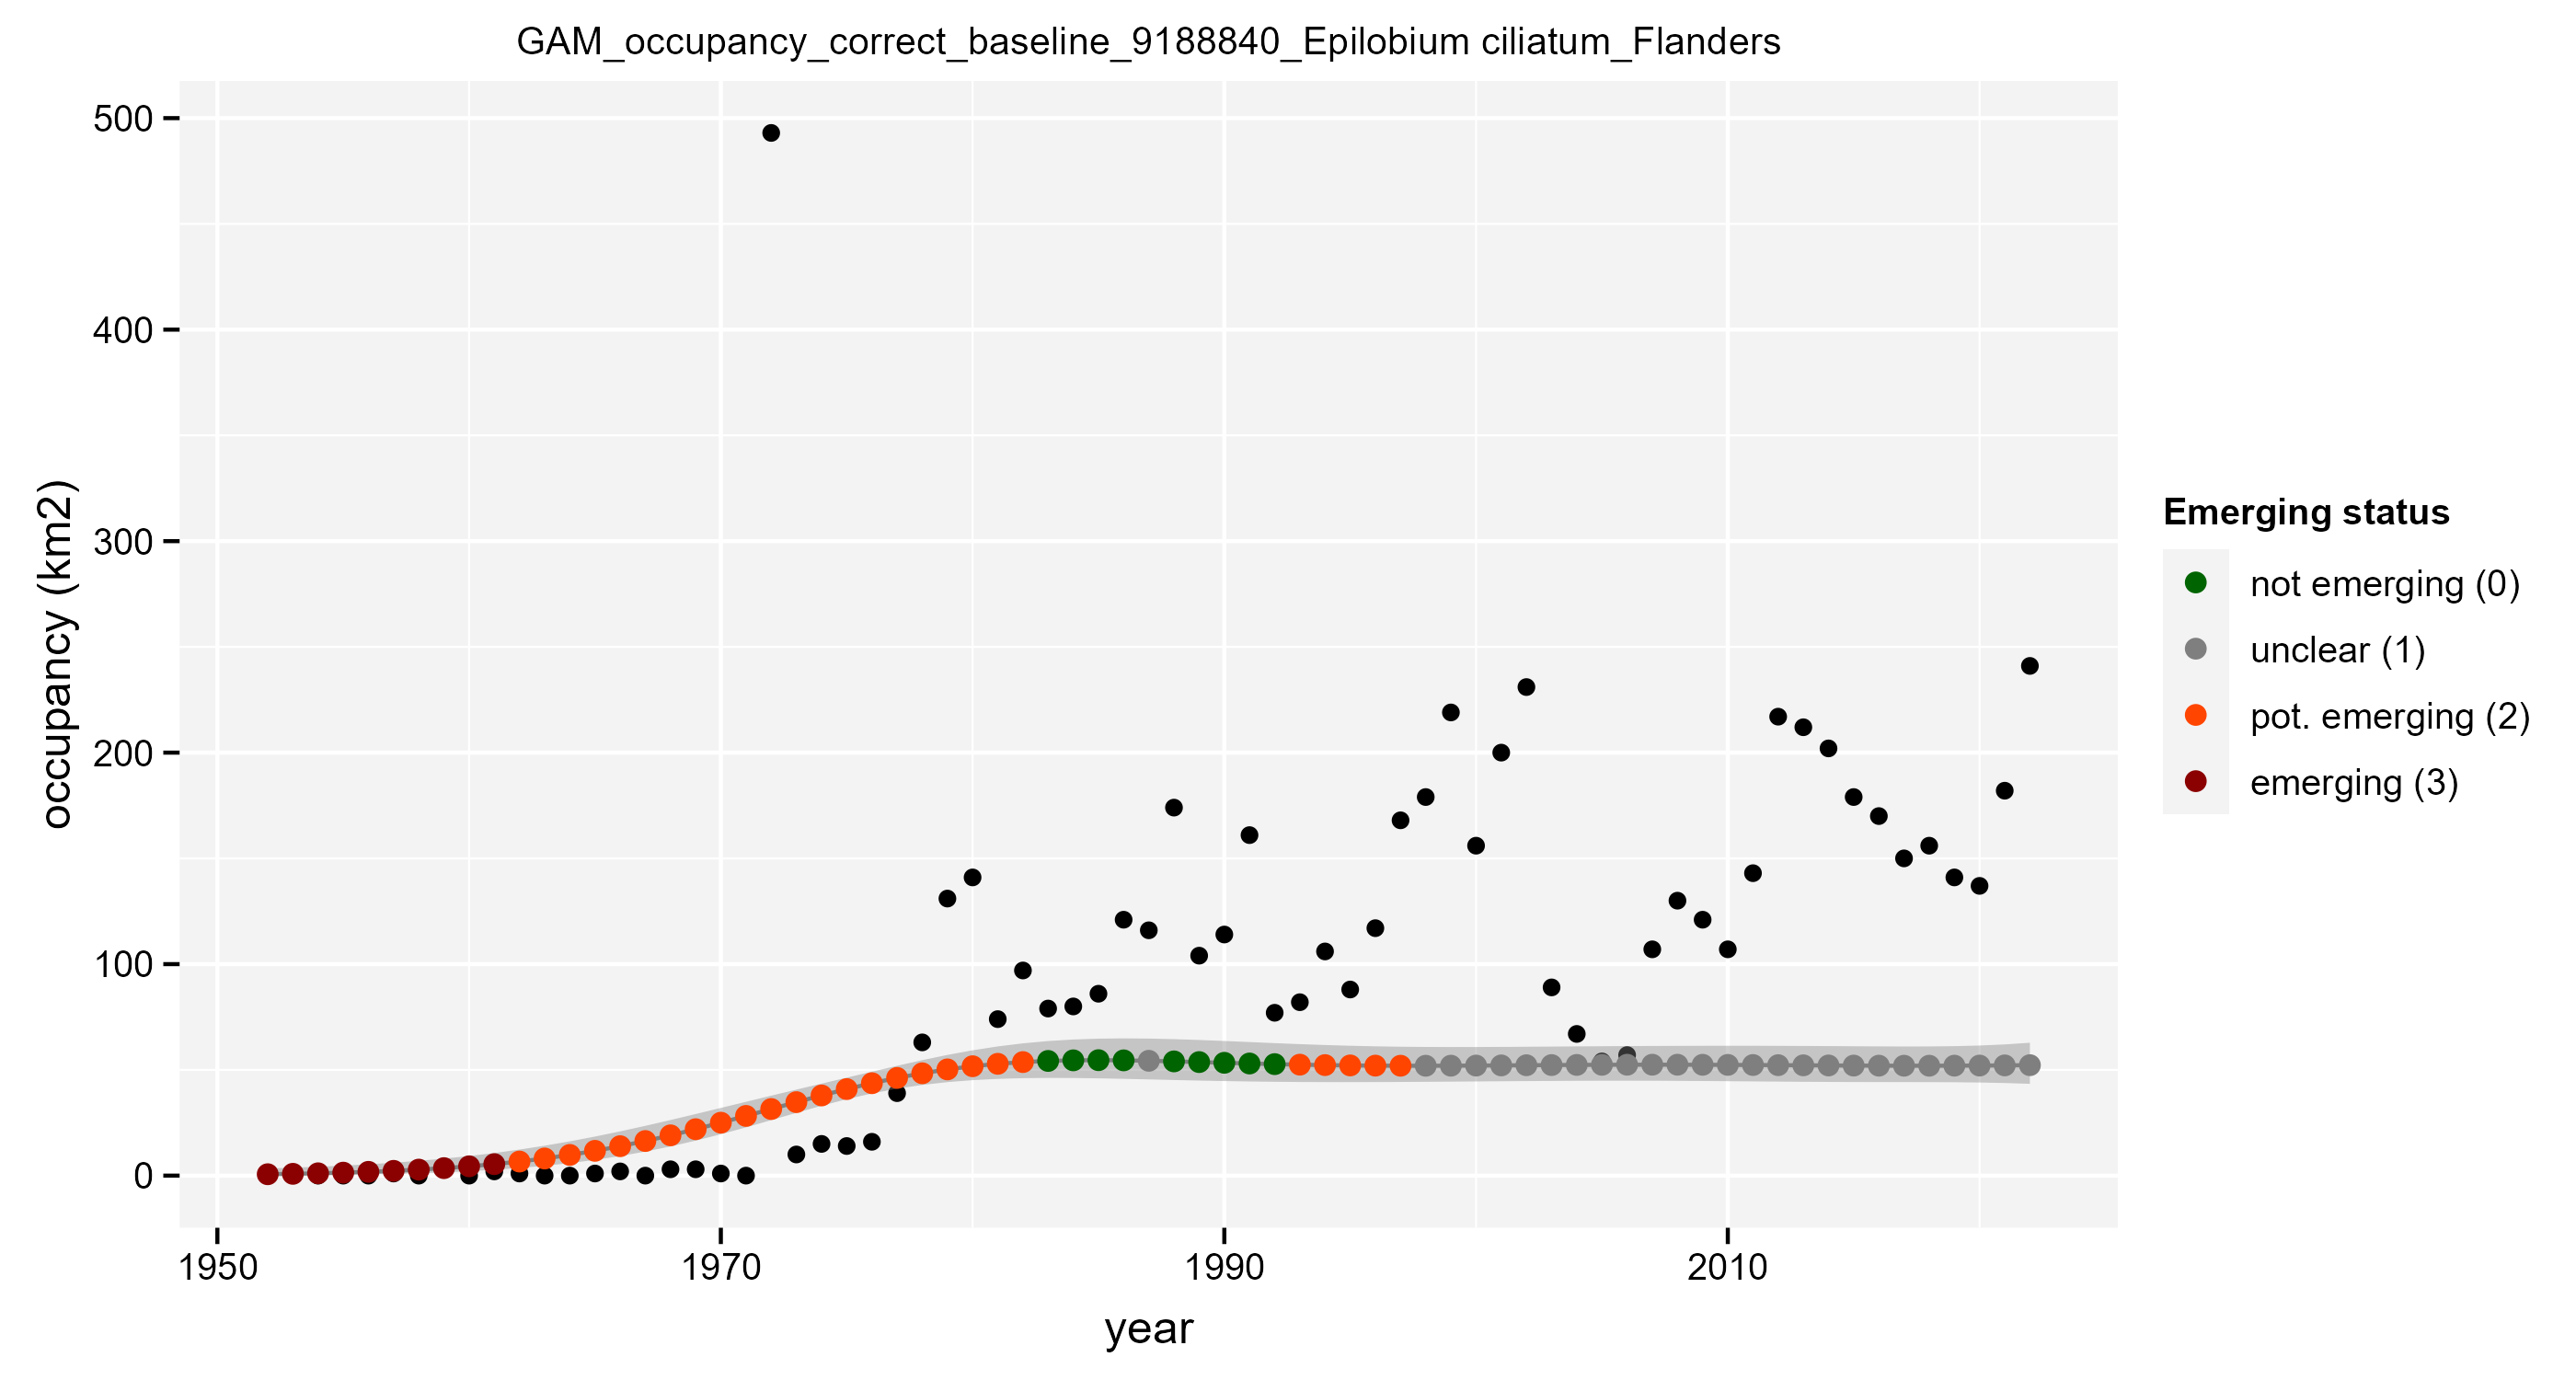 GAM_occupancy_correct_baseline_9188840_Epilobium ciliatum_Flanders
500
400
300
200
100
0
occupancy (km2)
1950 1970 1990 2010
year
Emerging status
not emerging (0)
unclear (1)
pot. emerging (2)
emerging (3)